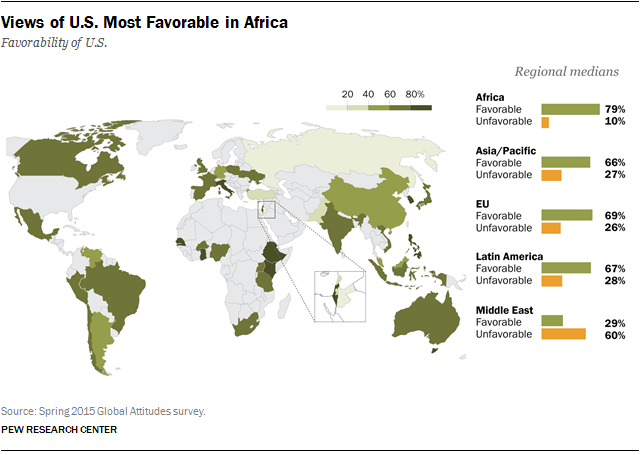 Views of U.S. Most Favorable in Africa
Favorability of U.S.
Regional medians
20 40 60 80%
Africa
Favorable 79%
Unfavorable 10%
Asia/Pacific
Favorable 66%
Unfavorable 27%
EU
Favorable 69%
Unfavorable 26%
Latin America
Favorable 67%
Unfavorable 28%
Middle East
Favorable 29%
Unfavorable 60%
Source: Spring 2015 Global Attitudes survey.
PEW RESEARCH CENTER